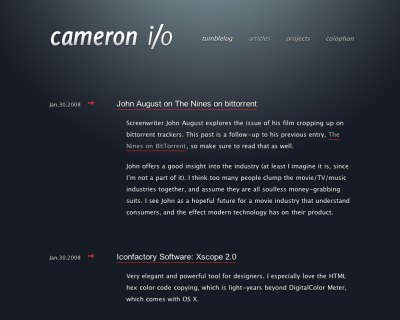 cameron i/o
tumblelog articles projects colophon
Jan.30.2008 → John August on The Nines on bittorrent
Screenwriter John August explores the issue of his film cropping up on
bittorrent trackers. This post is a follow-up to his previous entry, The
Nines on BitTorrent, so make sure to read that as well.
John offers a good insight into the industry (at least I imagine it is, since
I'm not a part of it). I think too many people clump the movie/TV/music
industries together, and assume they are all soulless money-grabbing
suits. I see John as a hopeful future for a movie industry that understand
consumers, and the effect modern technology has on their product.
Jan.30.2008 → Iconfactory Software: Xscope 2.0
Very elegant and powerful tool for designers. I especially love the HTML
hex color code copying, which is light-years beyond DigitalColor Meter,
which comes with OS X.